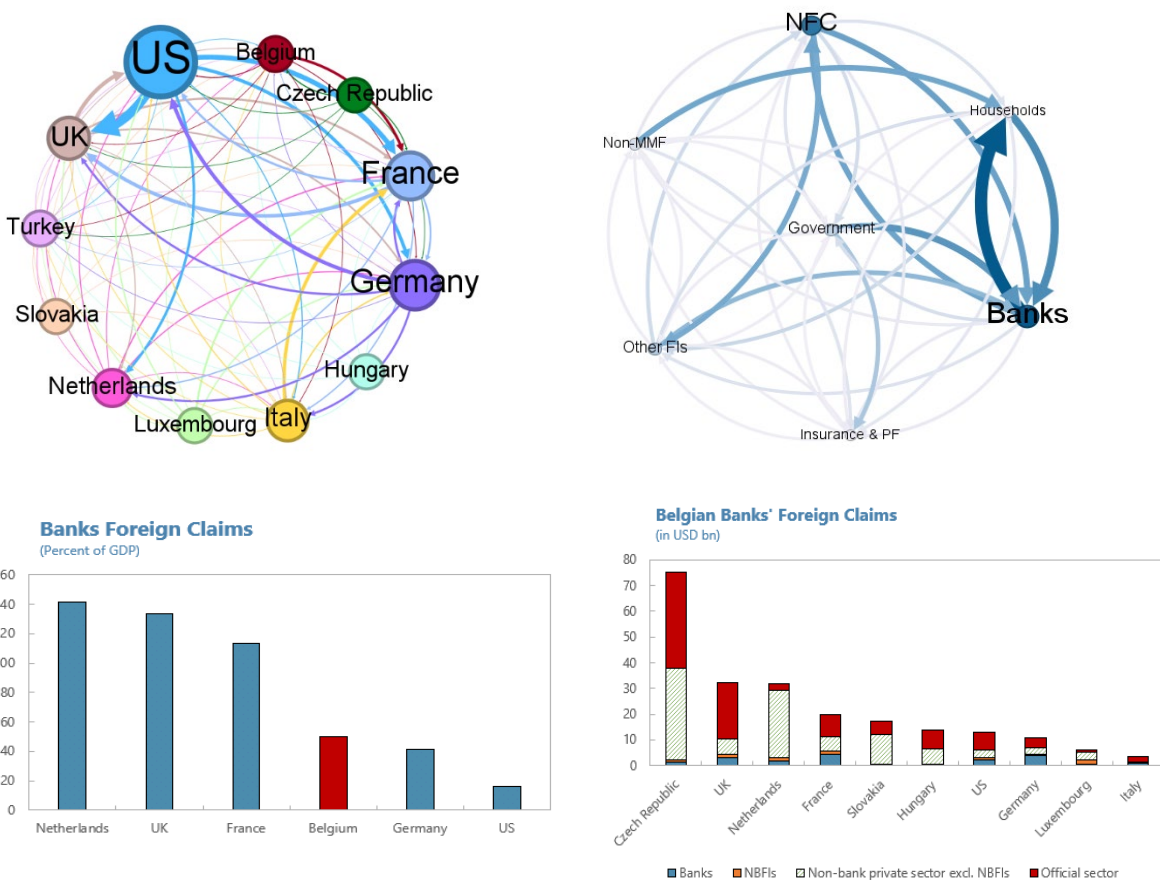 US
Belgium
Czech Republic
UK
France
Turkey
Germany
Slovakia
Hungary
Netherlands
Luxembourg
Italy
NFC
Households
Non-MMF
Government
Banks
Other FIs
Insurance & PF
Banks Foreign Claims
(Percent of GDP)
60
40
20
00
80
60
40
20
0
Netherlands UK France Belgium Germany US
Belgian Banks' Foreign Claims
(in USD bn)
80
70
60
50
40
30
20
10
0
Czech Republic UK Netherlands France Slovakia Hungary US Germany Luxembourg Italy
Banks NBFIs Non-bank private sector excl. NBFIs Official sector